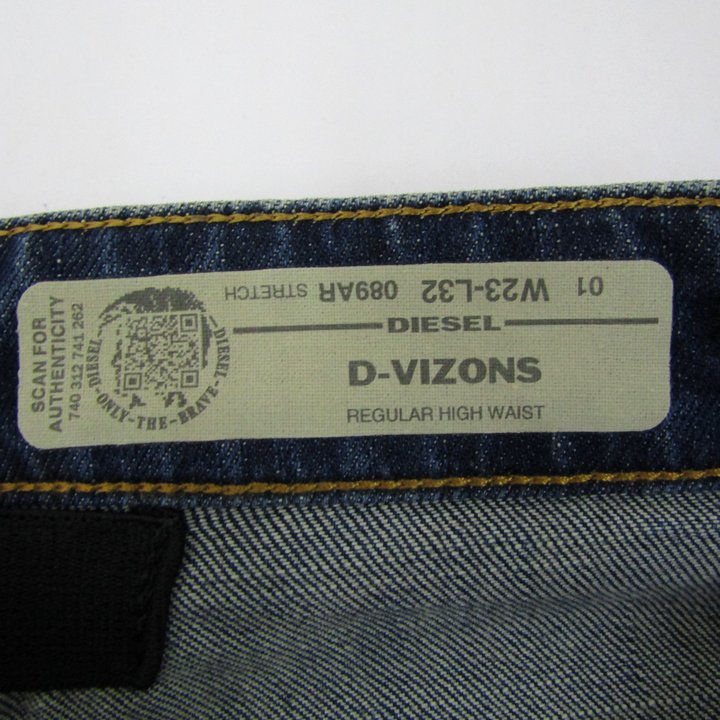 SCAN FOR
AUTHENTICITY
740 312 741 262
DIESEL-ONLY-THE-BRAVE-DIESEL
01 W23-L32 089AR STRETCH
DIESEL
D-VIZONS
REGULAR HIGH WAIST